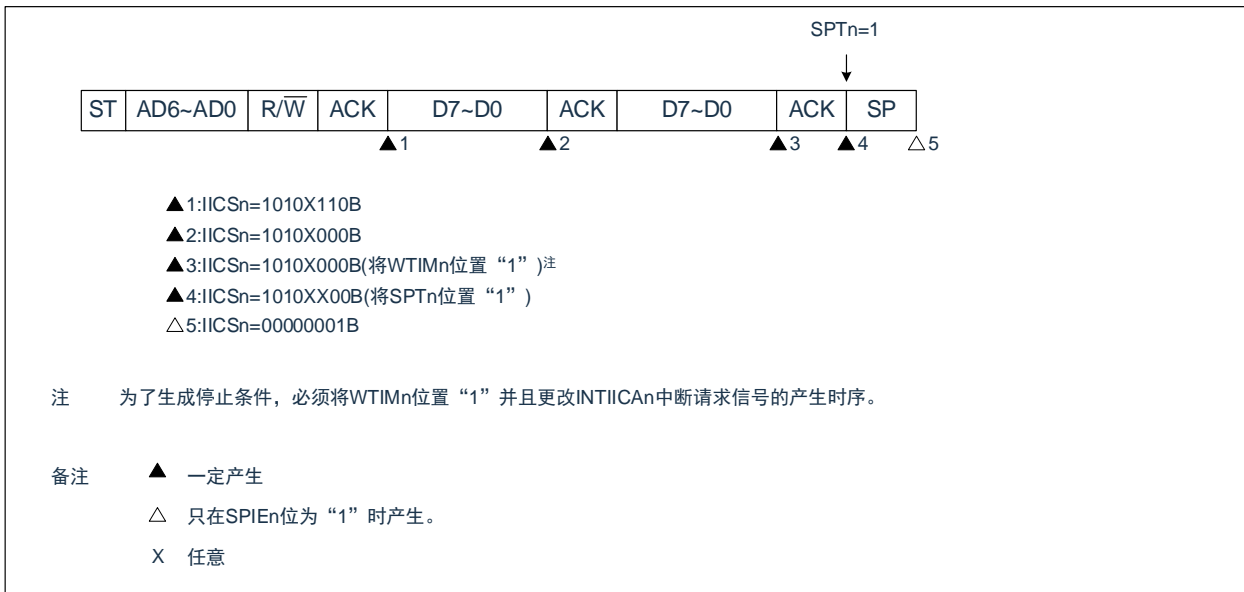 SPTn=1
ST AD6~AD0 R/W̅ ACK D7~D0 ACK D7~D0 ACK SP
▲1 ▲2 ▲3 ▲4 △5
▲1:IICSn=1010X110B
▲2:IICSn=1010X000B
▲3:IICSn=1010X000B(将WTIMn位置“1”)注
▲4:IICSn=1010XX00B(将SPTn位置“1”)
△5:IICSn=00000001B
注 为了生成停止条件，必须将WTIMn位置“1”并且更改INTIICAn中断请求信号的产生时序。
备注 ▲ 一定产生
△ 只在SPIEn位为“1”时产生。
X 任意